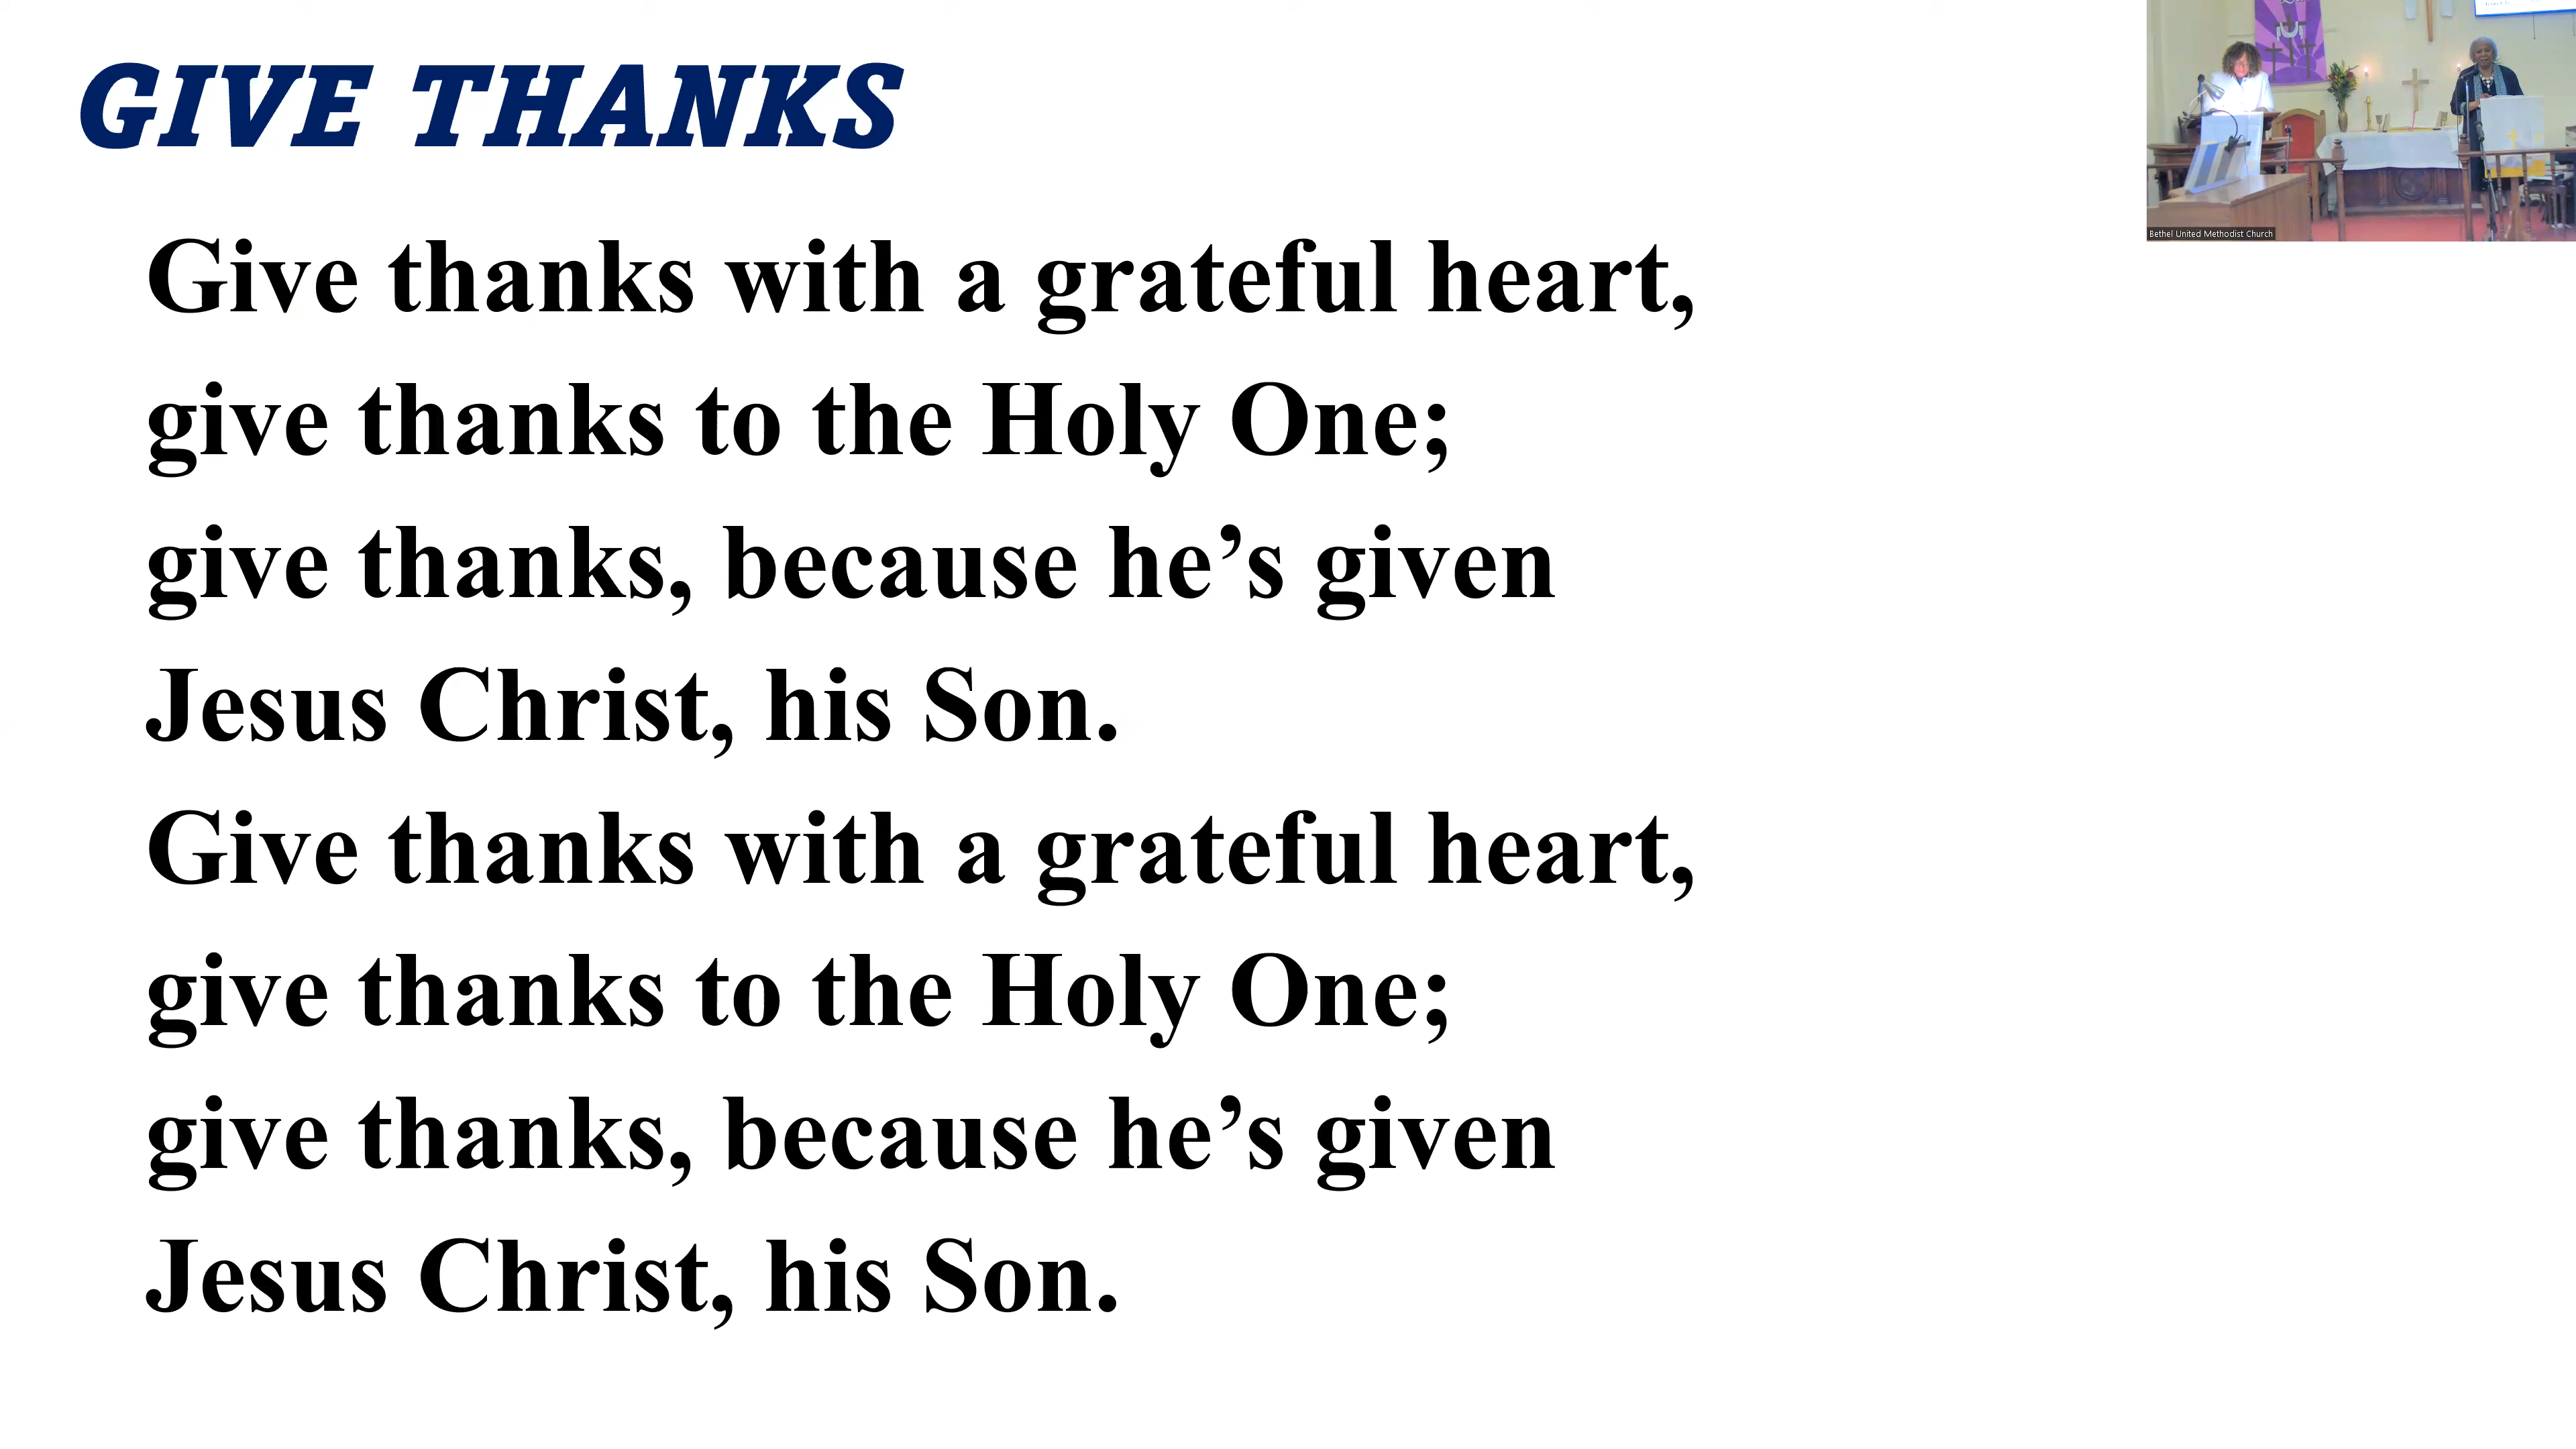 GIVE THANKS
Give thanks with a grateful heart,
give thanks to the Holy One;
give thanks, because he’s given
Jesus Christ, his Son.
Give thanks with a grateful heart,
give thanks to the Holy One;
give thanks, because he’s given
Jesus Christ, his Son.
Bethel United Methodist Church